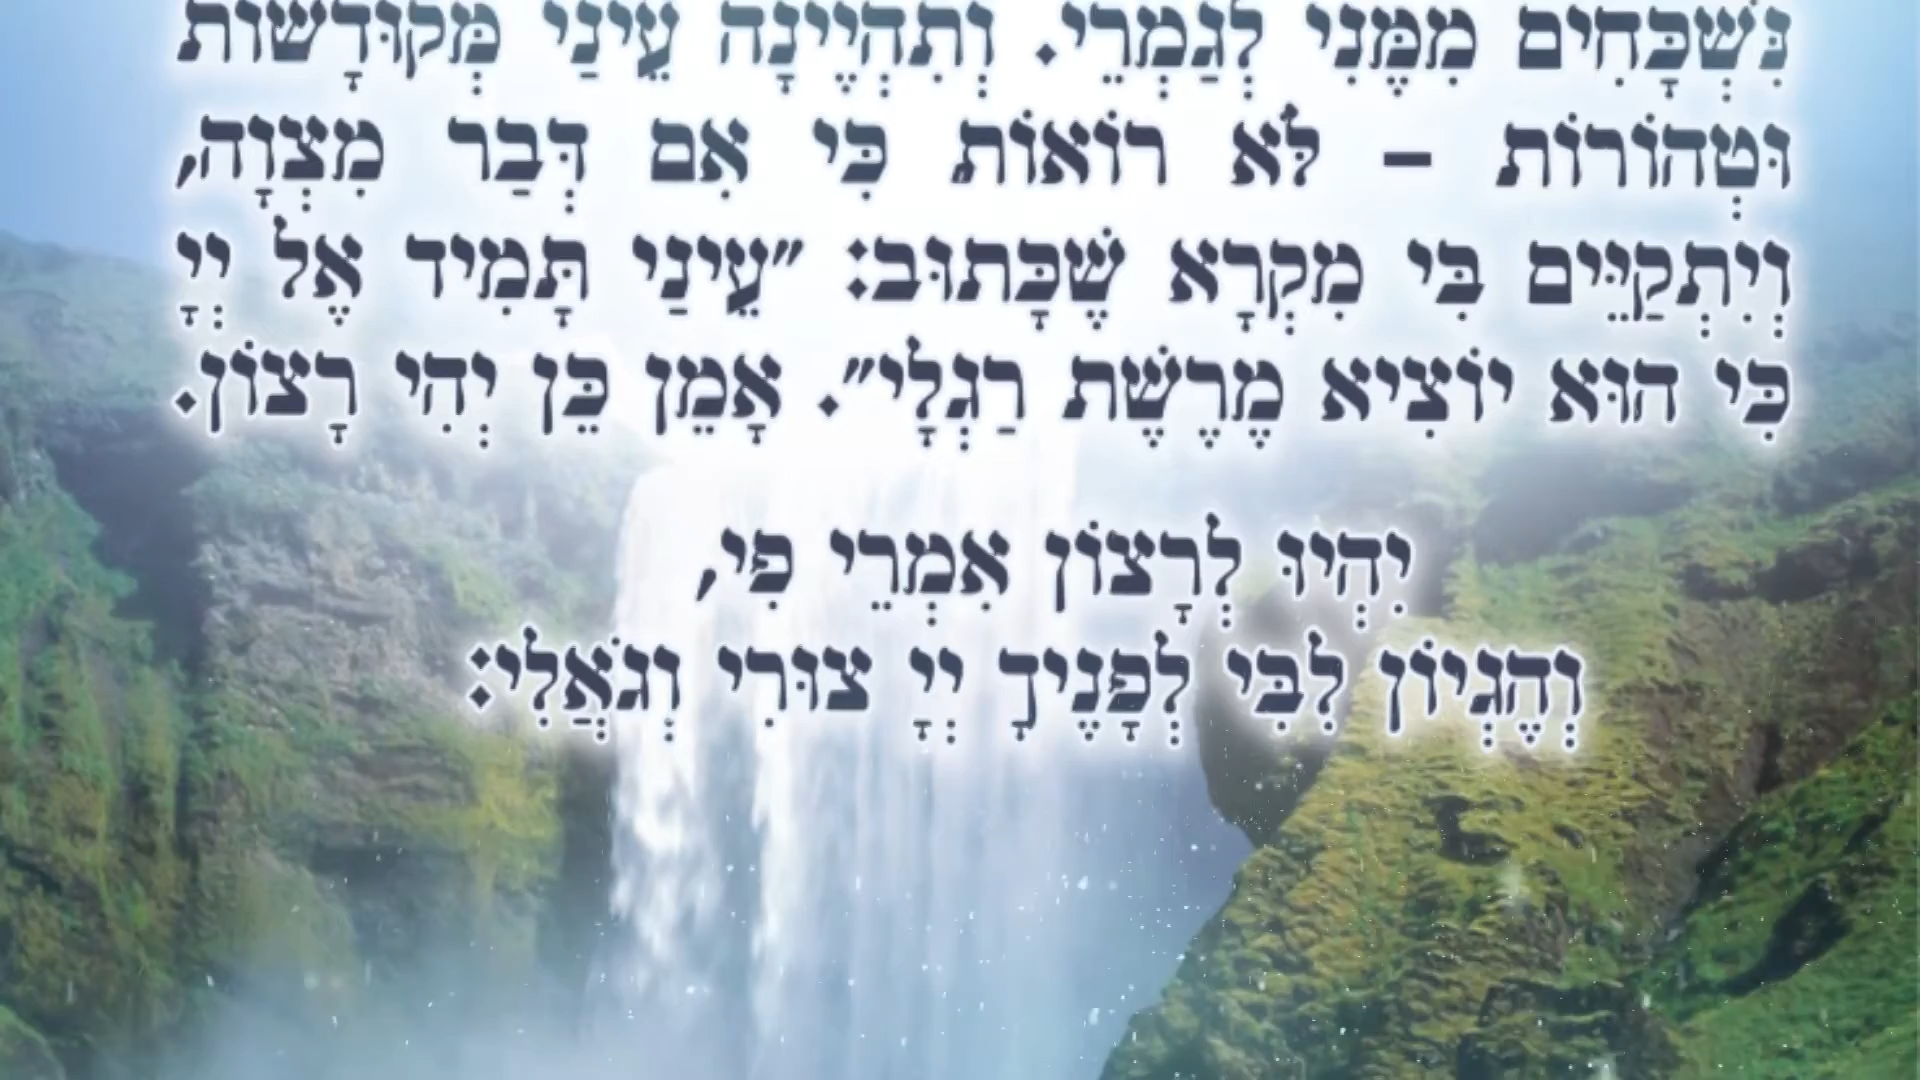 נִּשְׁכָּחִים מִמֶּנִּי לְגַמְרֵי. וְתִהְיֶינָה עֵינַי מְקוּדָּשׁוֹת
וּטְהוֹרוֹת – לֹּא רוֹאוֹת כִּי אִם דְּבַר מִצְוָה,
וְיִתְקַיֵּים בִּי מִקְרָא שֶׁכָּתוּב: "עֵינַי תָּמִיד אֶל יְיָ
כִּי הוּא יוֹצִיא מֶרֶשֶׁת רַגְלָי". אָמֵן כֵּן יְהִי רָצוֹן.
יִהְיוּ לְרָצוֹן אִמְרֵי פִי,
וְהֶגְיוֹן לִבִּי לְפָנֶיךָ יְיָ צוּרִי וְגֹאֲלִי: